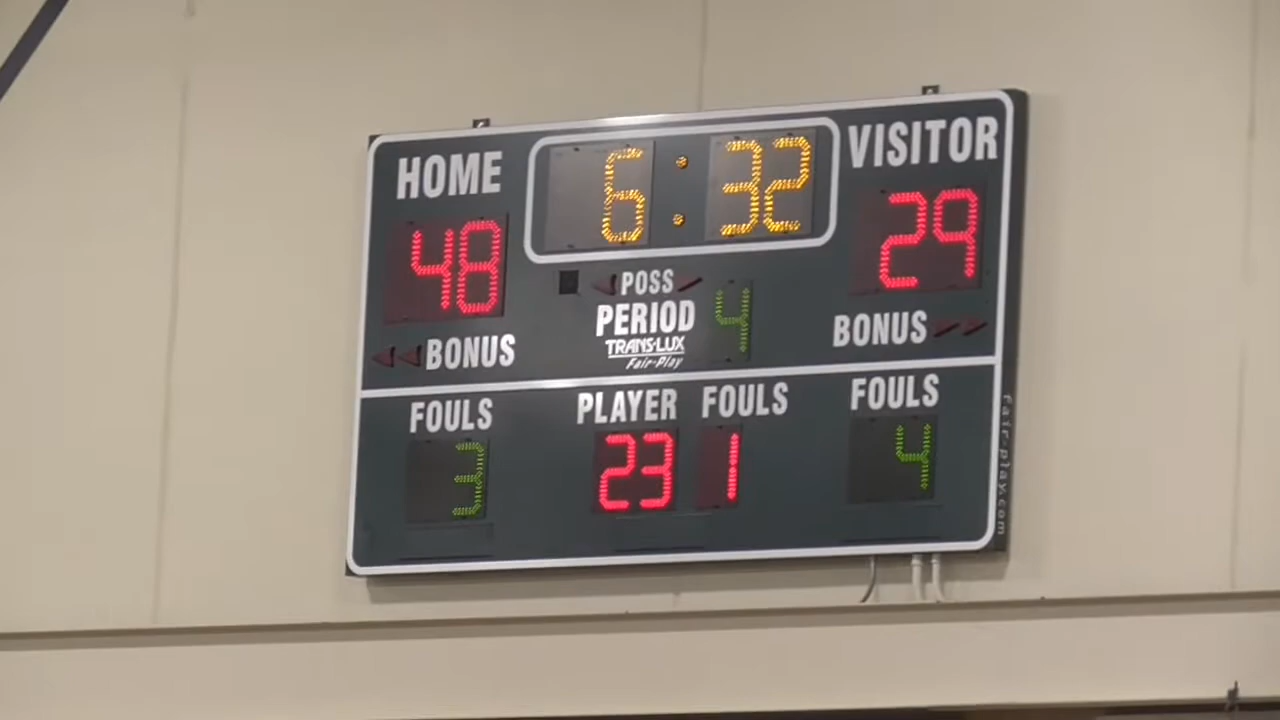 HOME 6:32 VISITOR
48 29
POSS
PERIOD 4
TRANS-LUX
Fair-Play
BONUS BONUS
FOULS PLAYER FOULS FOULS
3 23 1 4
fair-play.com